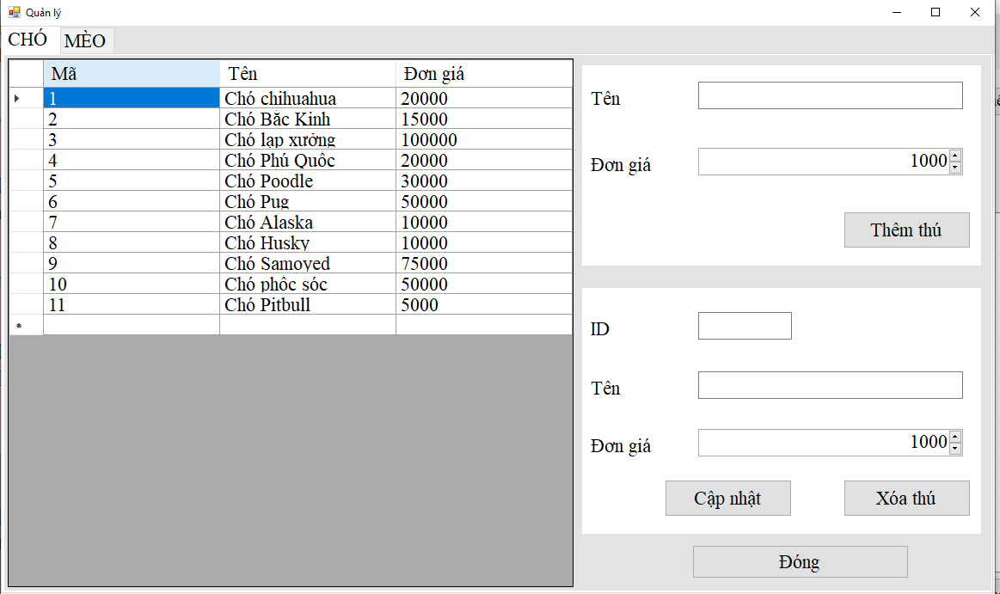 Quản lý
CHÓ MÈO
Mã Tên Đơn giá
1 Chó chihuahua 20000
2 Chó Bắc Kinh 15000
3 Chó lạp xưởng 100000
4 Chó Phú Quốc 20000
5 Chó Poodle 30000
6 Chó Pug 50000
7 Chó Alaska 10000
8 Chó Husky 10000
9 Chó Samoyed 75000
10 Chó phốc sóc 50000
11 Chó Pitbull 5000
Tên
Đơn giá 1000
Thêm thú
ID
Tên
Đơn giá 1000
Cập nhật Xóa thú
Đóng